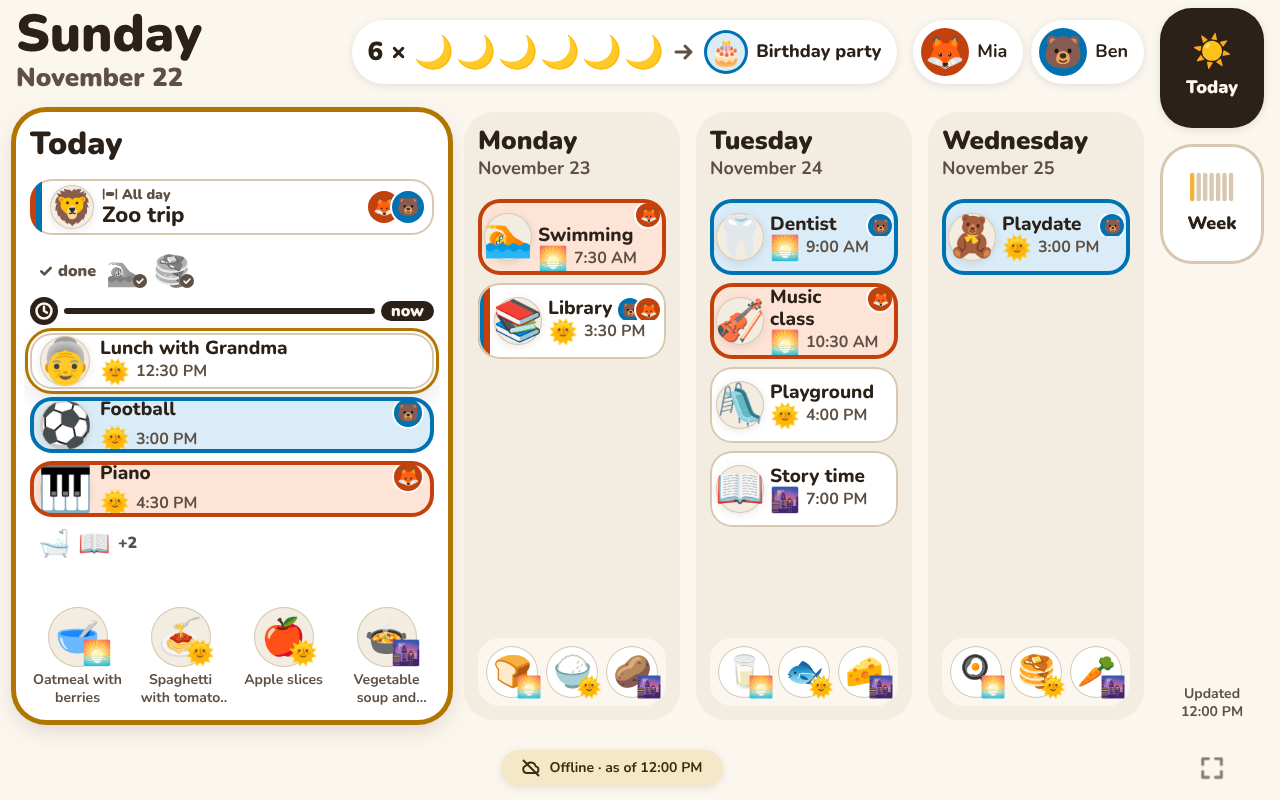 Sunday
November 22
6 × → Birthday party
Mia
Ben
Today
Week
Today
All day
Zoo trip
✓ done
now
Lunch with Grandma
12:30 PM
Football
3:00 PM
Piano
4:30 PM
+2
Oatmeal with
berries
Spaghetti
with tomato..
Apple slices
Vegetable
soup and...
Monday
November 23
Swimming
7:30 AM
Library
3:30 PM
Tuesday
November 24
Dentist
9:00 AM
Music
class
10:30 AM
Playground
4:00 PM
Story time
7:00 PM
Wednesday
November 25
Playdate
3:00 PM
Updated
12:00 PM
Offline · as of 12:00 PM